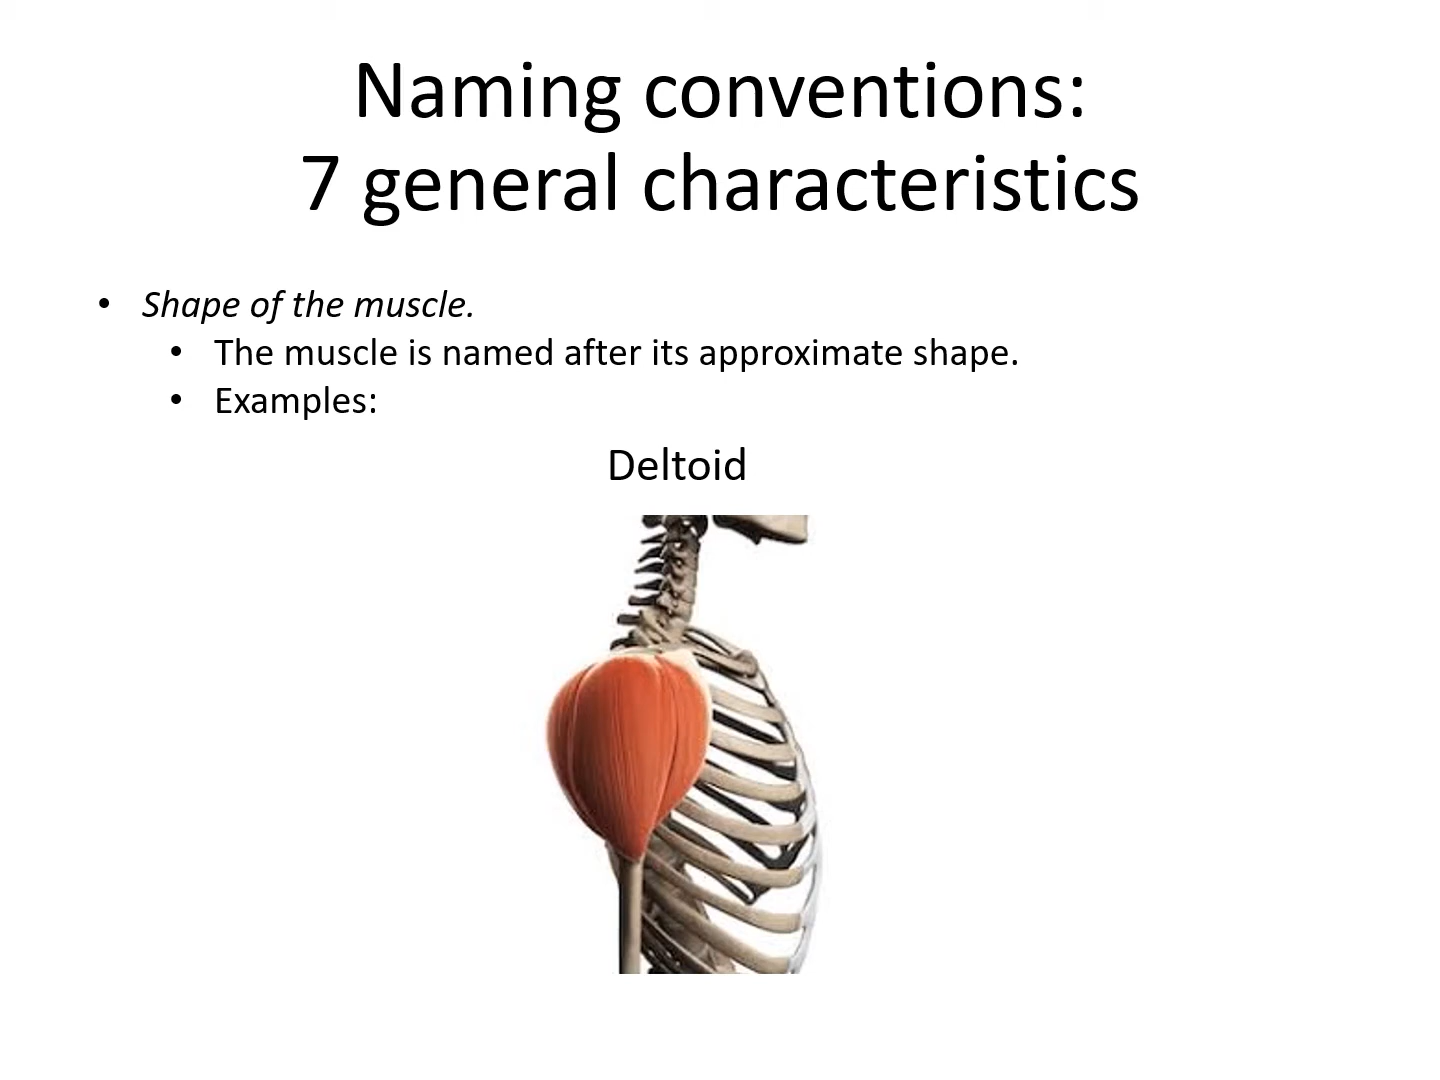 Naming conventions:
7 general characteristics
• Shape of the muscle.
• The muscle is named after its approximate shape.
• Examples:
Deltoid